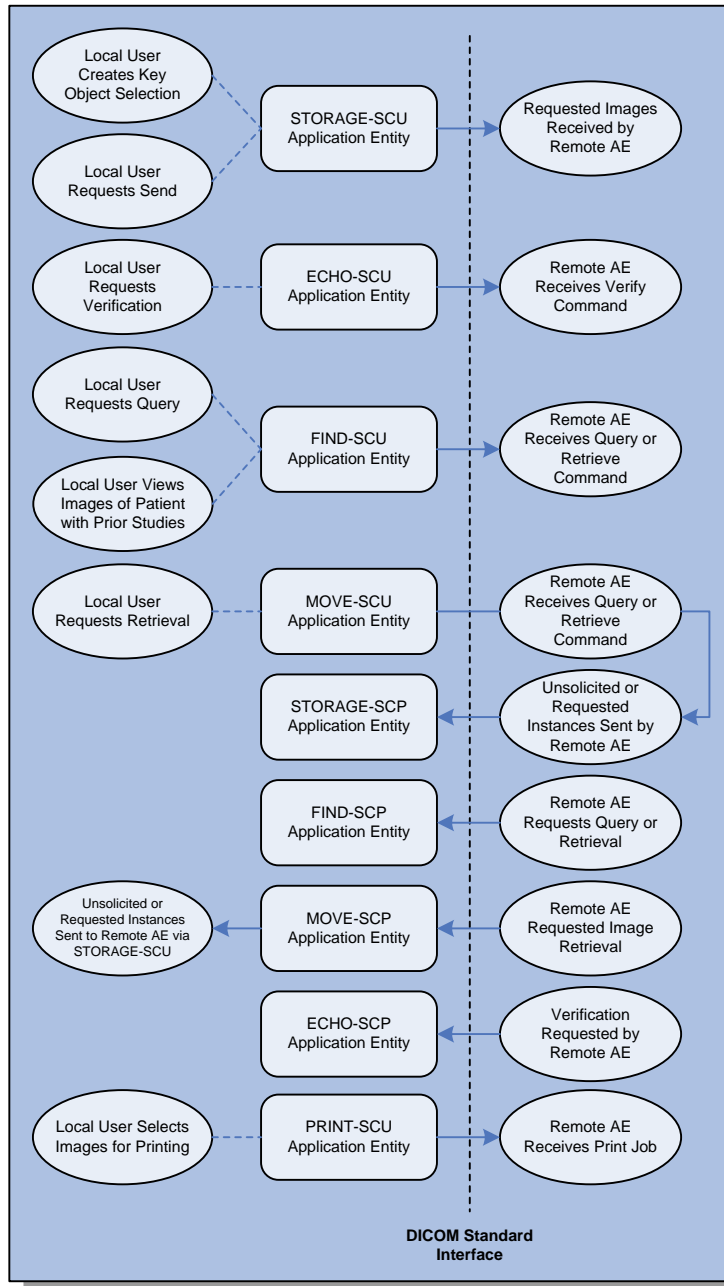 Local User
Creates Key
Object Selection
STORAGE-SCU
Application Entity
Requested Images
Received by
Remote AE
Local User
Requests Send
Local User
Requests
Verification
ECHO-SCU
Application Entity
Remote AE
Receives Verify
Command
Local User
Requests Query
FIND-SCU
Application Entity
Remote AE
Receives Query or
Retrieve
Command
Local User Views
Images of Patient
with Prior Studies
Local User
Requests Retrieval
MOVE-SCU
Application Entity
Remote AE
Receives Query or
Retrieve
Command
STORAGE-SCP
Application Entity
Unsolicited or
Requested
Instances Sent by
Remote AE
FIND-SCP
Application Entity
Remote AE
Requests Query or
Retrieval
Unsolicited or
Requested Instances
Sent to Remote AE via
STORAGE-SCU
MOVE-SCP
Application Entity
Remote AE
Requested Image
Retrieval
ECHO-SCP
Application Entity
Verification
Requested by
Remote AE
Local User Selects
Images for Printing
PRINT-SCU
Application Entity
Remote AE
Receives Print Job
DICOM Standard
Interface